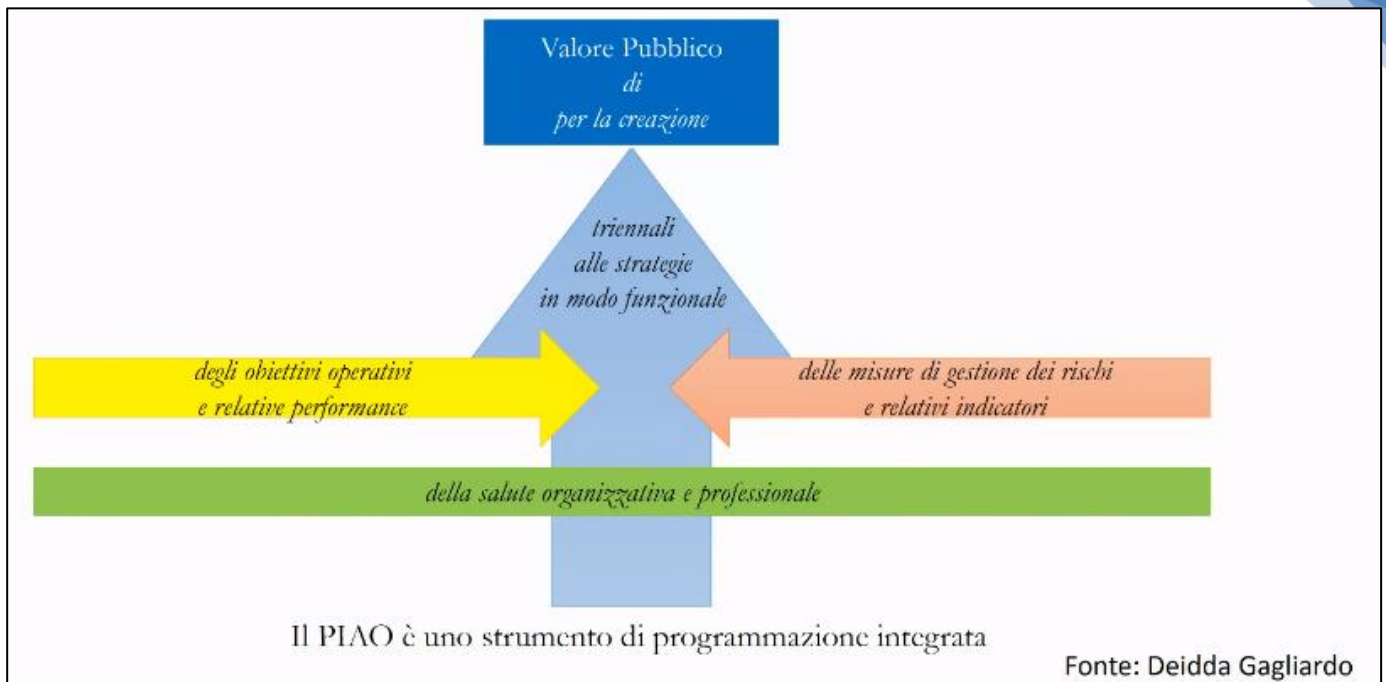 Valore Pubblico
di
per la creazione
triennali
alle strategie
in modo funzionale
degli obiettivi operativi
e relative performance
delle misure di gestione dei rischi
e relativi indicatori
della salute organizzativa e professionale
Il PIAO è uno strumento di programmazione integrata
Fonte: Deidda Gagliardo